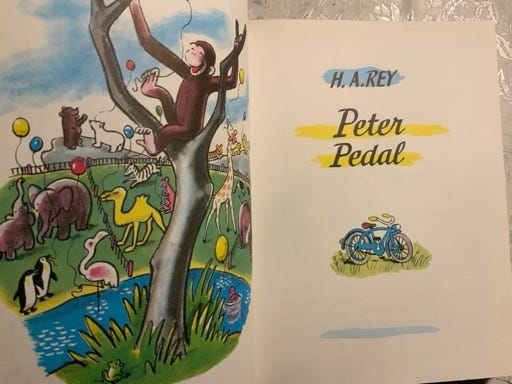 H. A. REY
Peter
Pedal